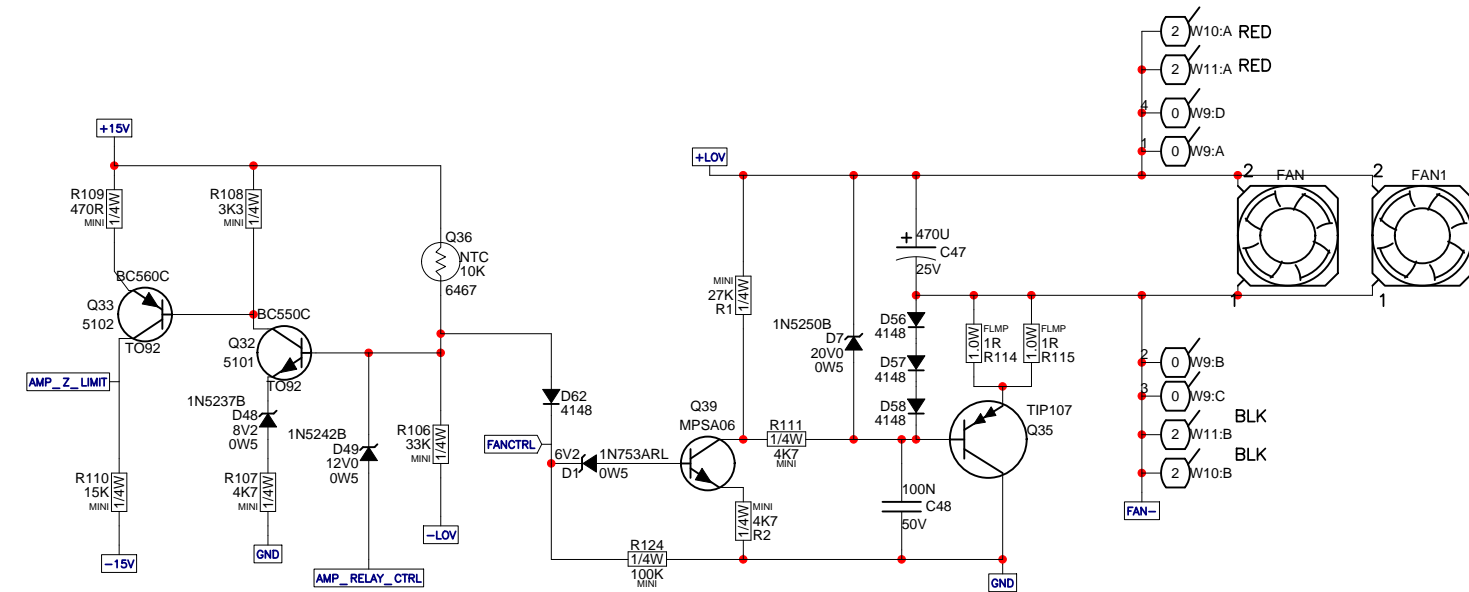 2 W10:A RED
2 W11:A RED
4 0 W9:D
1 0 W9:A
+15V
+LOV
R109
470R
MINI
1/4W
R108
3K3
MINI
1/4W
Q36
NTC
10K
6467
BC560C
Q33
5102
TO92
BC550C
Q32
5101
TO92
AMP_Z_LIMIT
1N5237B
D48
8V2
0W5
1N5242B
D49
12V0
0W5
R106
33K
MINI
1/4W
R110
15K
MINI
1/4W
R107
4K7
MINI
1/4W
-15V
GND
AMP_RELAY_CTRL
-LOV
D62
4148
FANCTRL
6V2
D1
1N753ARL
0W5
Q39
MPSA06
MINI
27K
R1
1/4W
R111
1/4W
4K7
MINI
MINI
4K7
R2
1/4W
R124
1/4W
100K
MINI
1N5250B
D7
20V0
0W5
+ 470U
C47
25V
D56
4148
D57
4148
D58
4148
1.0W
FLMP
1R
R114
1.0W
FLMP
1R
R115
TIP107
Q35
100N
C48
50V
GND
2 FAN
1
2 FAN1
1
2 0 W9:B
3 0 W9:C
2 W11:B BLK
2 W10:B BLK
FAN-